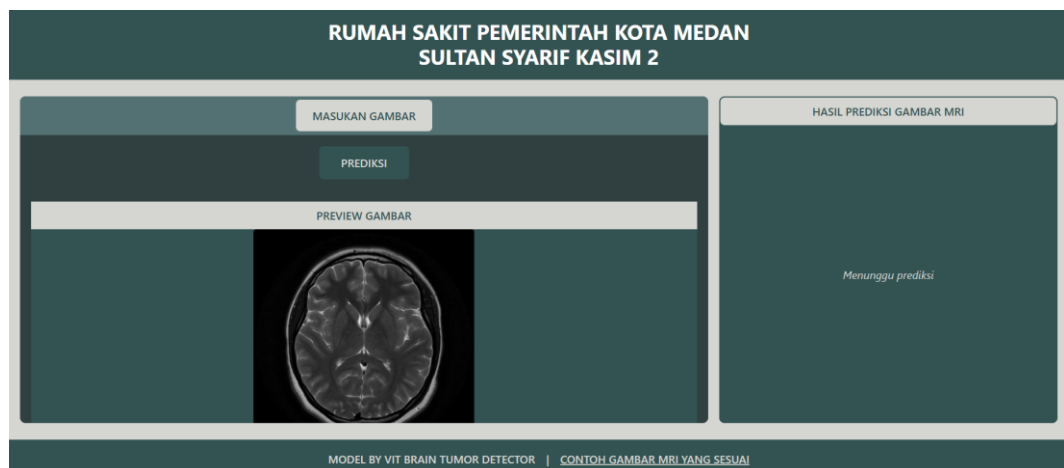 RUMAH SAKIT PEMERINTAH KOTA MEDAN
SULTAN SYARIF KASIM 2
MASUKAN GAMBAR
PREDIKSI
PREVIEW GAMBAR
HASIL PREDIKSI GAMBAR MRI
Menunggu prediksi
MODEL BY VIT BRAIN TUMOR DETECTOR | CONTOH GAMBAR MRI YANG SESUAI